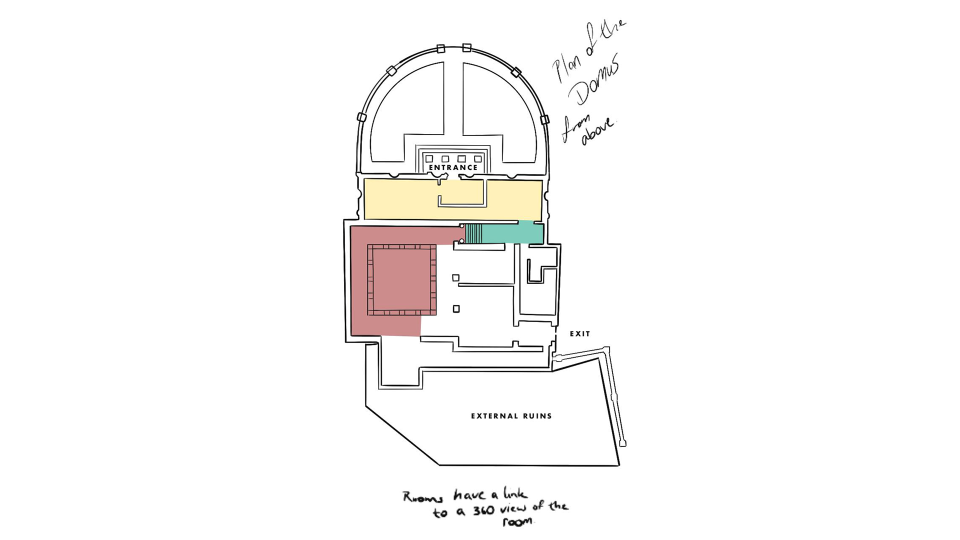 Plan of the
Domus
from
above.
ENTRANCE
EXIT
EXTERNAL RUINS
Rooms have a link
to a 360 view of the
room